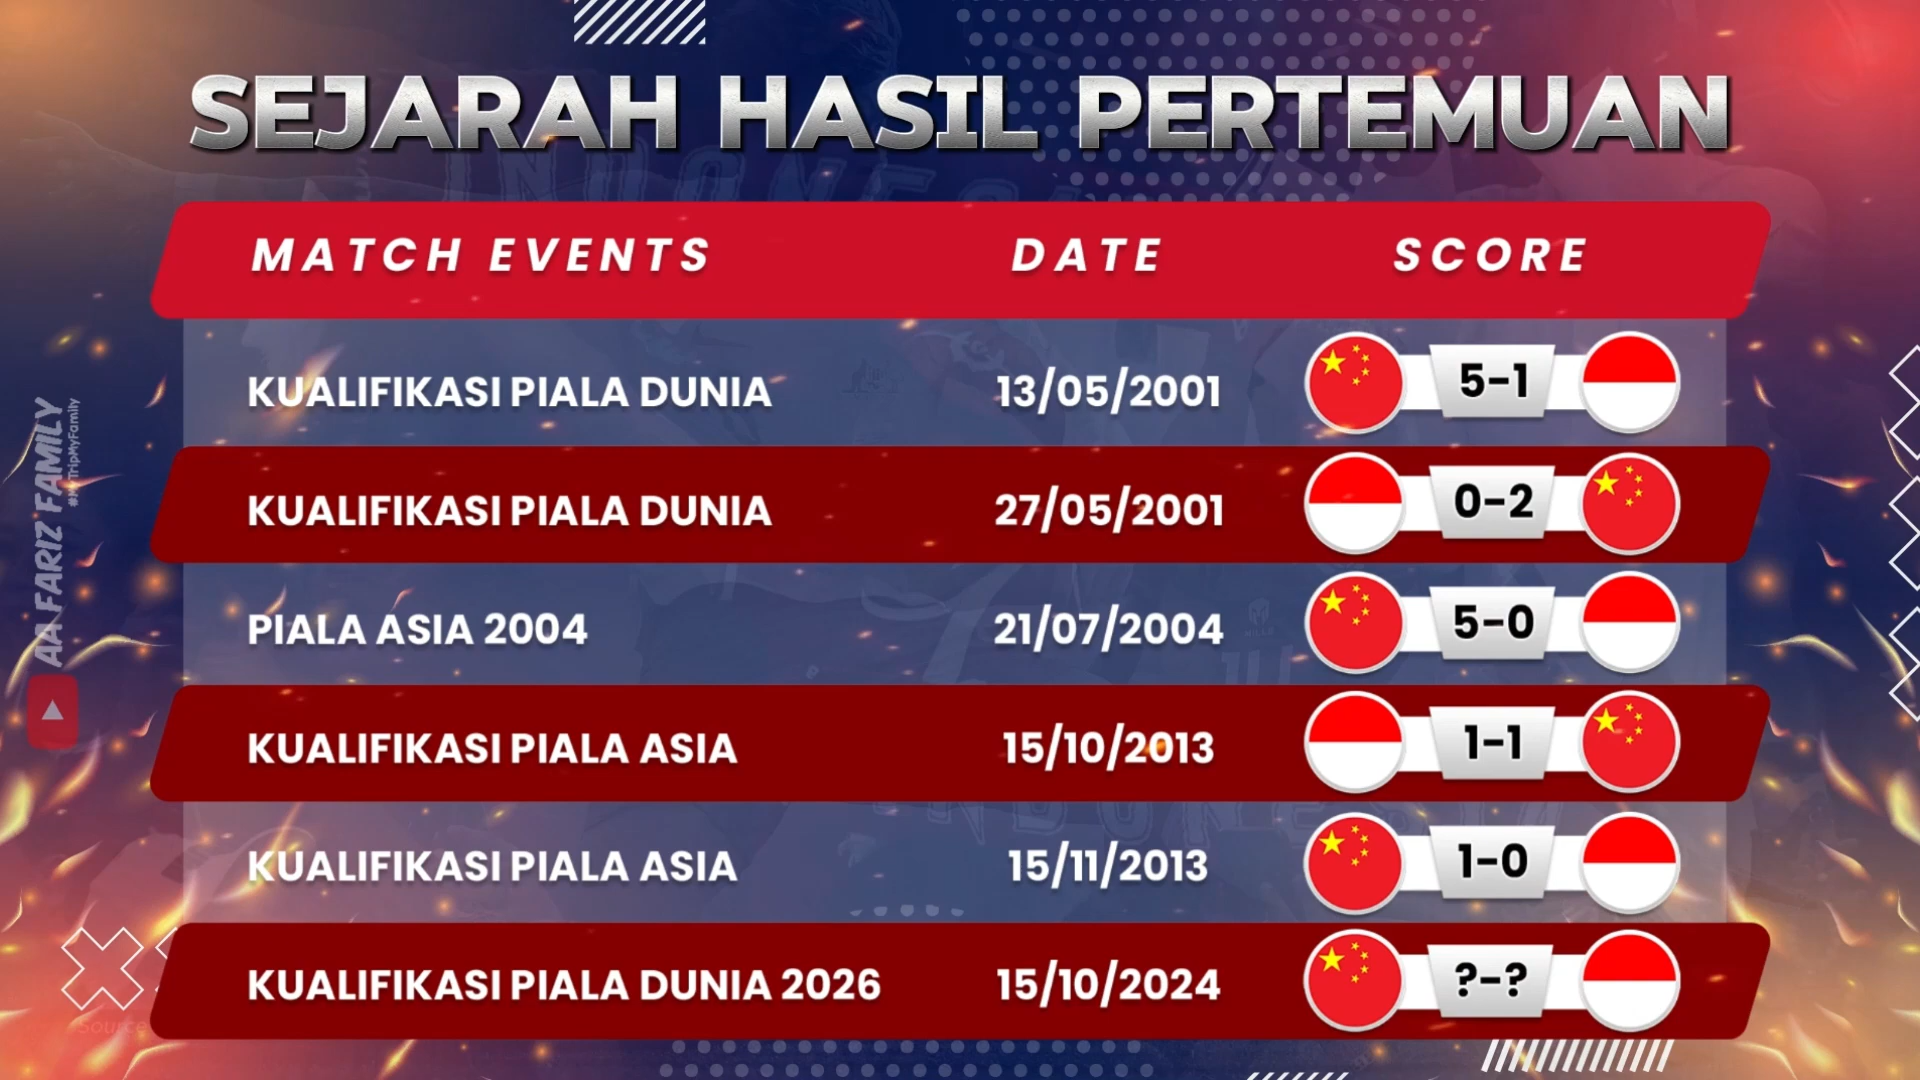 SEJARAH HASIL PERTEMUAN
MATCH EVENTS DATE SCORE
KUALIFIKASI PIALA DUNIA 13/05/2001 5-1
KUALIFIKASI PIALA DUNIA 27/05/2001 0-2
PIALA ASIA 2004 21/07/2004 5-0
KUALIFIKASI PIALA ASIA 15/10/2013 1-1
KUALIFIKASI PIALA ASIA 15/11/2013 1-0
KUALIFIKASI PIALA DUNIA 2026 15/10/2024 ?-?
AA FARIZ FAMILY
#MyTripMyFamily
Source